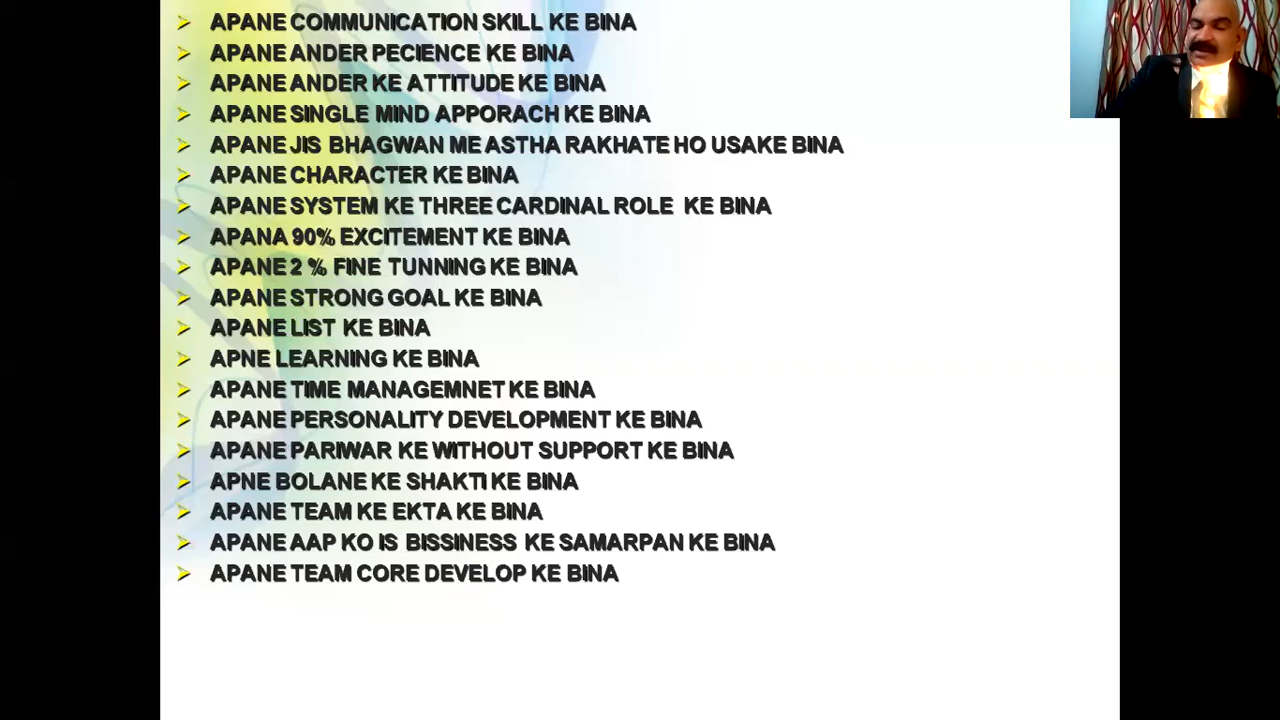 APANE COMMUNICATION SKILL KE BINA
APANE ANDER PECIENCE KE BINA
APANE ANDER KE ATTITUDE KE BINA
APANE SINGLE MIND APPORACH KE BINA
APANE JIS BHAGWAN ME ASTHA RAKHATE HO USAKE BINA
APANE CHARACTER KE BINA
APANE SYSTEM KE THREE CARDINAL ROLE KE BINA
APANA 90% EXCITEMENT KE BINA
APANE 2 % FINE TUNNING KE BINA
APANE STRONG GOAL KE BINA
APANE LIST KE BINA
APNE LEARNING KE BINA
APANE TIME MANAGEMNET KE BINA
APANE PERSONALITY DEVELOPMENT KE BINA
APANE PARIWAR KE WITHOUT SUPPORT KE BINA
APNE BOLANE KE SHAKTI KE BINA
APANE TEAM KE EKTA KE BINA
APANE AAP KO IS BISSINESS KE SAMARPAN KE BINA
APANE TEAM CORE DEVELOP KE BINA